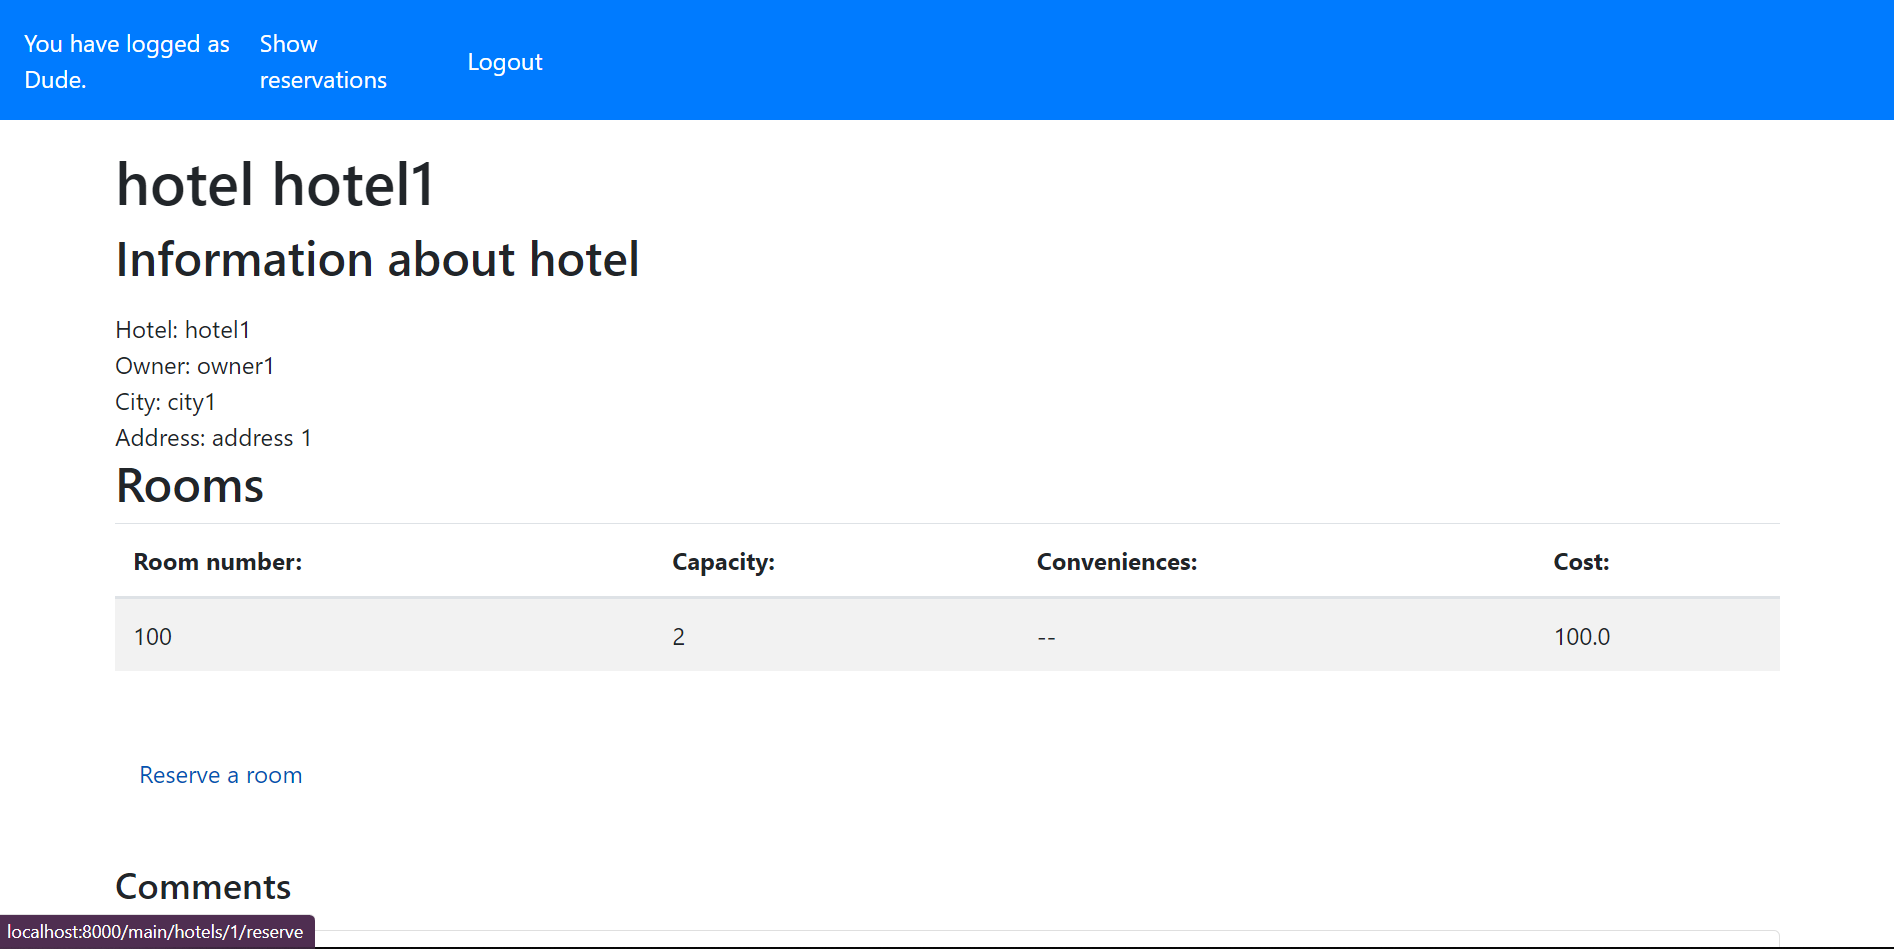 You have logged as
Dude.
Show
reservations
Logout
hotel hotel1
Information about hotel
Hotel: hotel1
Owner: owner1
City: city1
Address: address 1
Rooms
Room number: Capacity: Conveniences: Cost:
100 2 -- 100.0
Reserve a room
Comments
localhost:8000/main/hotels/1/reserve